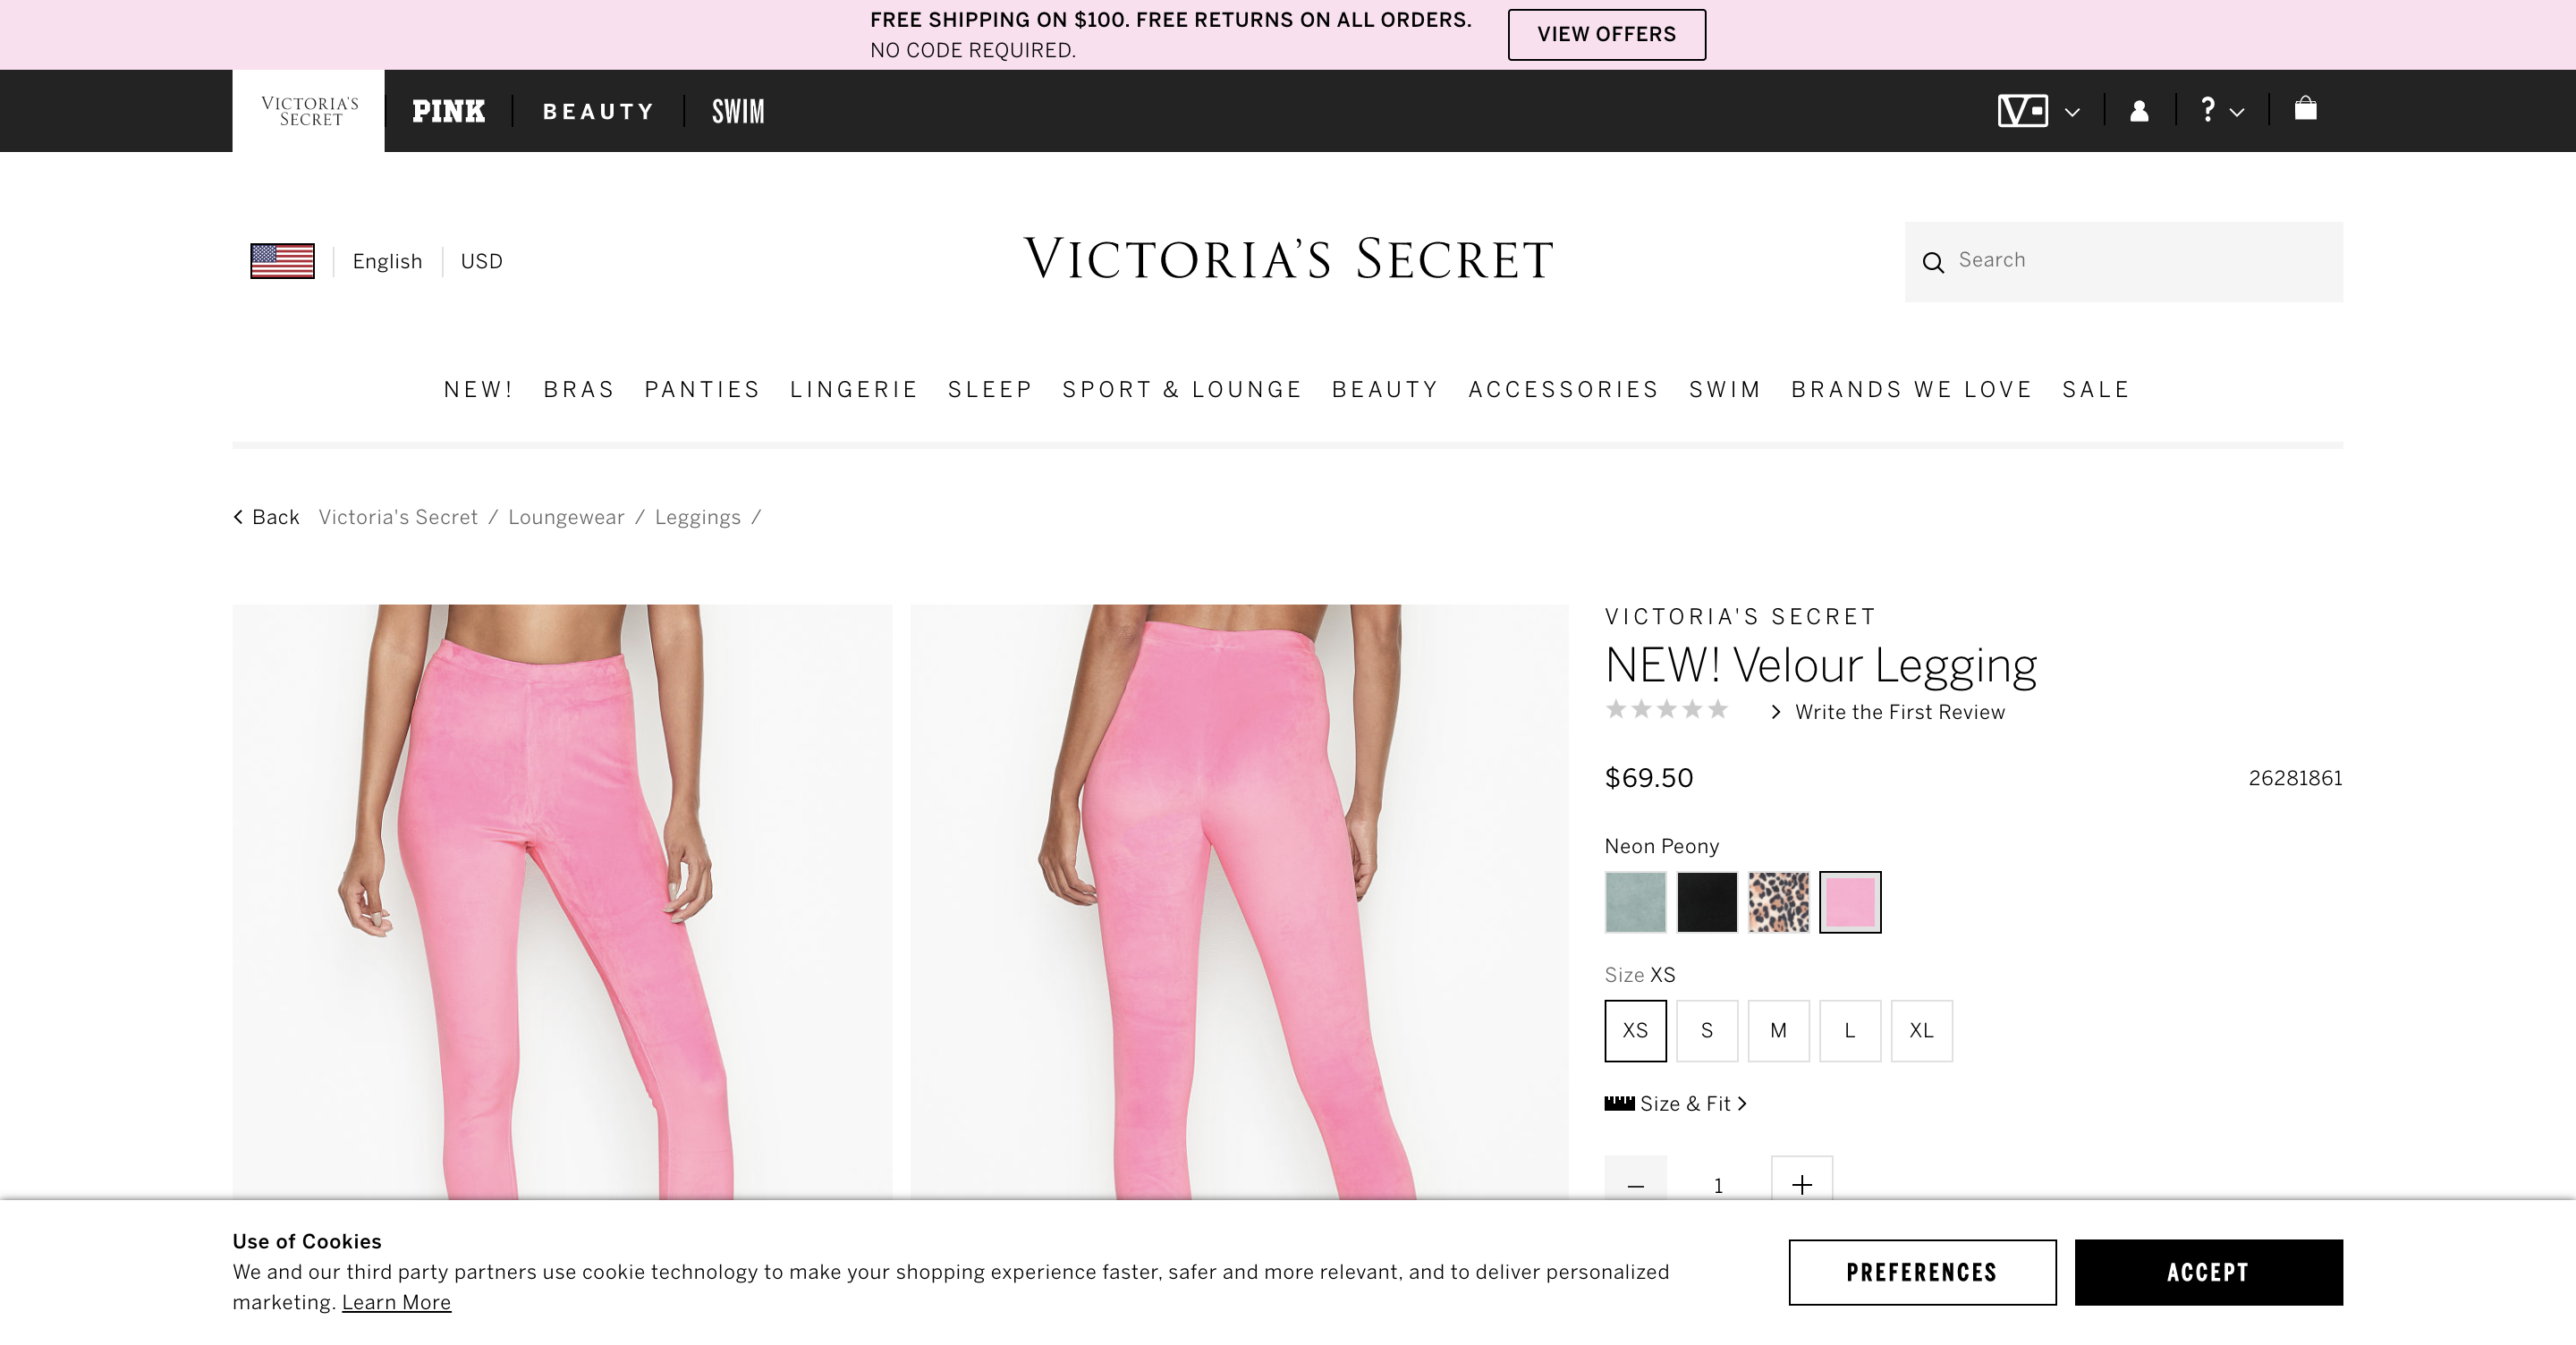 FREE SHIPPING ON $100. FREE RETURNS ON ALL ORDERS.
NO CODE REQUIRED.
VIEW OFFERS
VICTORIA'S
SECRET
PINK
BEAUTY
SWIM
?
English
USD
VICTORIA'S SECRET
Search
NEW! BRAS PANTIES LINGERIE SLEEP SPORT & LOUNGE BEAUTY ACCESSORIES SWIM BRANDS WE LOVE SALE
Back Victoria's Secret / Loungewear / Leggings /
VICTORIA'S SECRET
NEW! Velour Legging
Write the First Review
$69.50
26281861
Neon Peony
Size XS
XS S M L XL
Size & Fit
1
Use of Cookies
We and our third party partners use cookie technology to make your shopping experience faster, safer and more relevant, and to deliver personalized
marketing. Learn More
PREFERENCES
ACCEPT